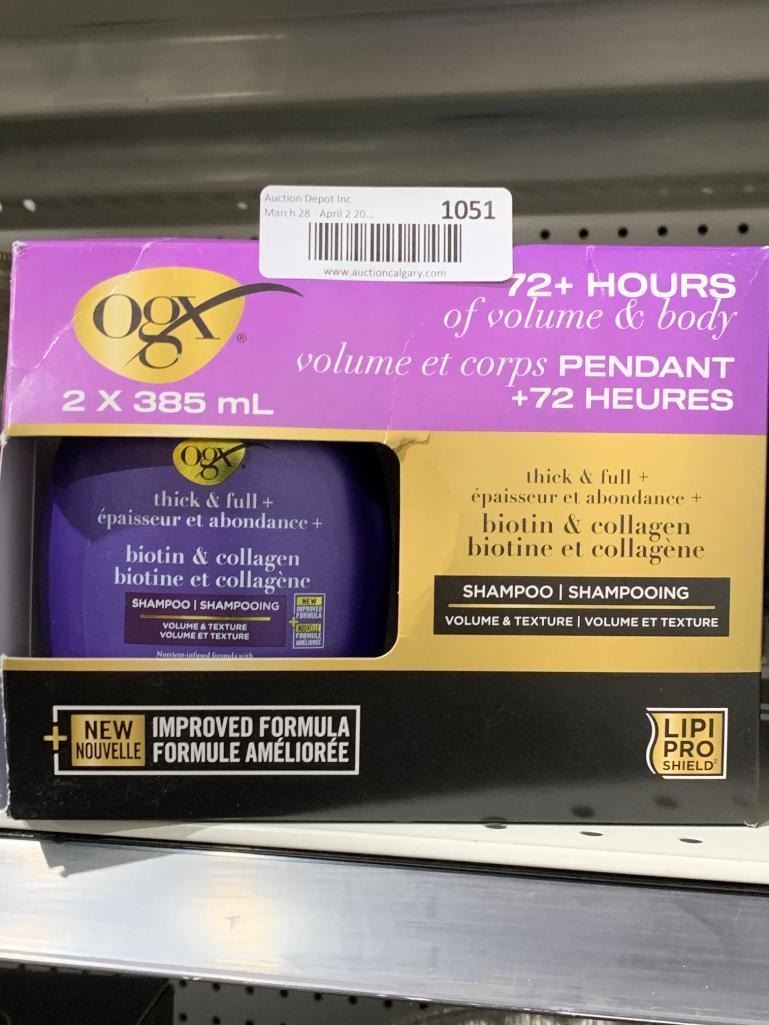 Auction Depot Inc
March 28 - April 2 20...
1051
www.auctioncalgary.com
ogx®
2 X 385 mL
72+ HOURS
of volume & body
volume et corps PENDANT
+72 HEURES
ogx
thick & full +
épaisseur et abondance +
biotin & collagen
biotine et collagène
SHAMPOO | SHAMPOOING
VOLUME & TEXTURE
VOLUME ET TEXTURE
NEW
IMPROVED
FORMULA
+
NOUVELLE
FORMULE
AMÉLIORÉE
Nutrient-infused formula with
thick & full +
épaisseur et abondance +
biotin & collagen
biotine et collagène
SHAMPOO | SHAMPOOING
VOLUME & TEXTURE | VOLUME ET TEXTURE
+ NEW
NOUVELLE
IMPROVED FORMULA
FORMULE AMÉLIORÉE
LIPI
PRO
SHIELD